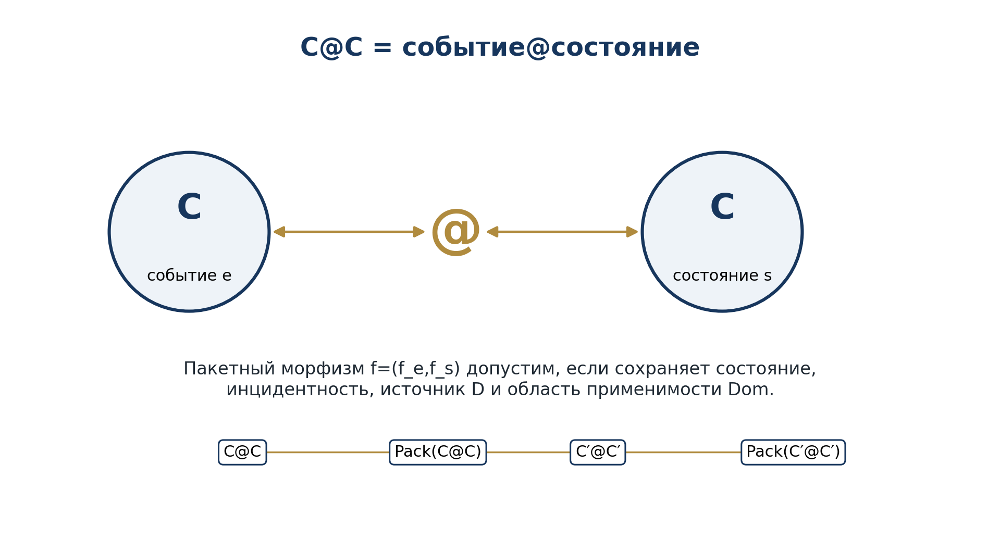 С@С = событие@состояние
С
@
С
событие e
состояние s
Пакетный морфизм f=(f_e,f_s) допустим, если сохраняет состояние,
инцидентность, источник D и область применимости Dom.
С@С
Pack(С@С)
С′@С′
Pack(С′@С′)